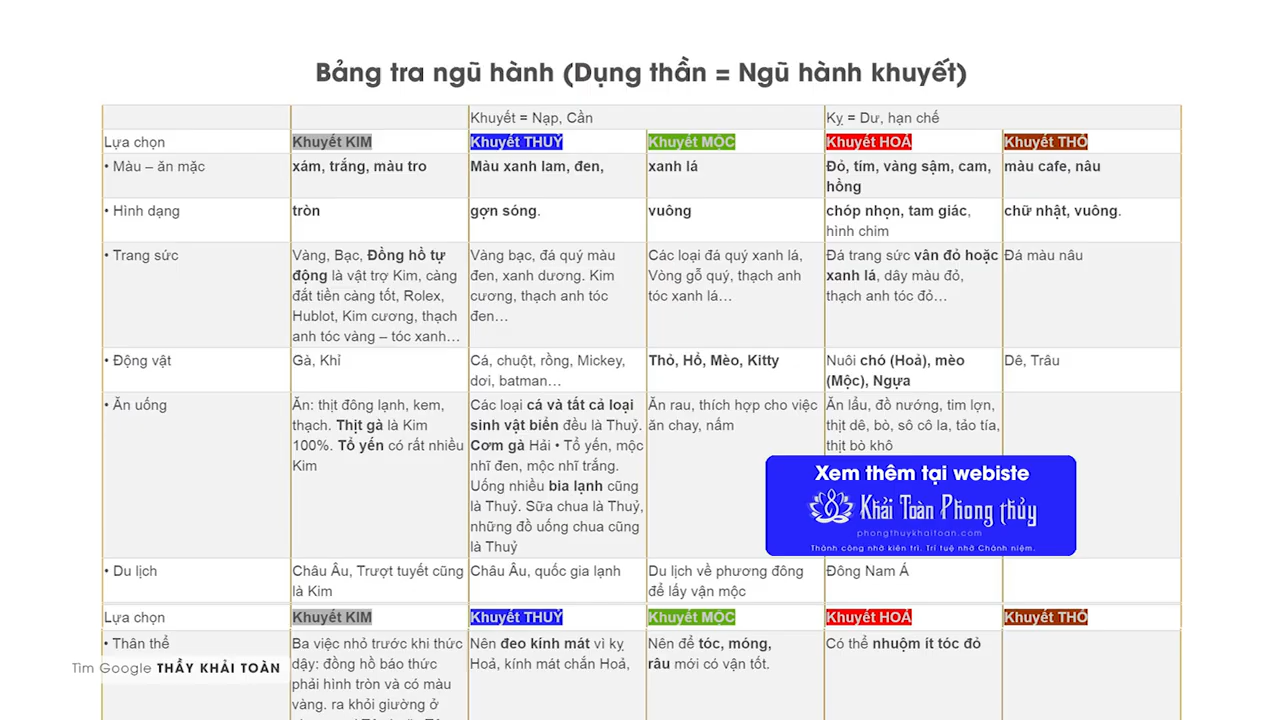 Bảng tra ngũ hành (Dụng thần = Ngũ hành khuyết)
Khuyết = Nạp, Cần
Kỵ = Dư, hạn chế
Lựa chọn
Khuyết KIM
Khuyết THUỶ
Khuyết MỘC
Khuyết HOẢ
Khuyết THỔ
• Màu – ăn mặc
xám, trắng, màu tro
Màu xanh lam, đen,
xanh lá
Đỏ, tím, vàng sậm, cam,
hồng
màu cafe, nâu
• Hình dạng
tròn
gợn sóng.
vuông
chóp nhọn, tam giác,
hình chim
chữ nhật, vuông.
• Trang sức
Vàng, Bạc, Đồng hồ tự
động là vật trợ Kim, càng
đắt tiền càng tốt, Rolex,
Hublot, Kim cương, thạch
anh tóc vàng – tóc xanh…
Vàng bạc, đá quý màu
đen, xanh dương. Kim
cương, thạch anh tóc
đen…
Các loại đá quý xanh lá,
Vòng gỗ quý, thạch anh
tóc xanh lá…
Đá trang sức vân đỏ hoặc
xanh lá, dây màu đỏ,
thạch anh tóc đỏ…
Đá màu nâu
• Động vật
Gà, Khỉ
Cá, chuột, rồng, Mickey,
dơi, batman…
Thỏ, Hổ, Mèo, Kitty
Nuôi chó (Hoả), mèo
(Mộc), Ngựa
Dê, Trâu
• Ăn uống
Ăn: thịt đông lạnh, kem,
thạch. Thịt gà là Kim
100%. Tổ yến có rất nhiều
Kim
Các loại cá và tất cả loại
sinh vật biển đều là Thuỷ.
Cơm gà Hải • Tổ yến, mộc
nhĩ đen, mộc nhĩ trắng.
Uống nhiều bia lạnh cũng
là Thuỷ. Sữa chua là Thuỷ,
những đồ uống chua cũng
là Thuỷ
Ăn rau, thích hợp cho việc
ăn chay, nấm
Ăn lẩu, đồ nướng, tim lợn,
thịt dê, bò, sô cô la, tảo tía,
thịt bò khô
Xem thêm tại webiste
Khải Toàn Phong thủy
phongthuykhaitoan.com
Thành công nhờ kiên trì. Trí tuệ nhờ Chánh niệm.
• Du lịch
Châu Âu, Trượt tuyết cũng
là Kim
Châu Âu, quốc gia lạnh
Du lịch về phương đông
để lấy vận mộc
Đông Nam Á
Lựa chọn
Khuyết KIM
Khuyết THUỶ
Khuyết MỘC
Khuyết HOẢ
Khuyết THỔ
• Thân thể
Ba việc nhỏ trước khi thức
dậy: đồng hồ báo thức
phải hình tròn và có màu
vàng. ra khỏi giường ở
Nên đeo kính mát vì kỵ
Hoả, kính mát chắn Hoả,
Nên để tóc, móng,
râu mới có vận tốt.
Có thể nhuộm ít tóc đỏ
Tìm Google THẦY KHẢI TOÀN